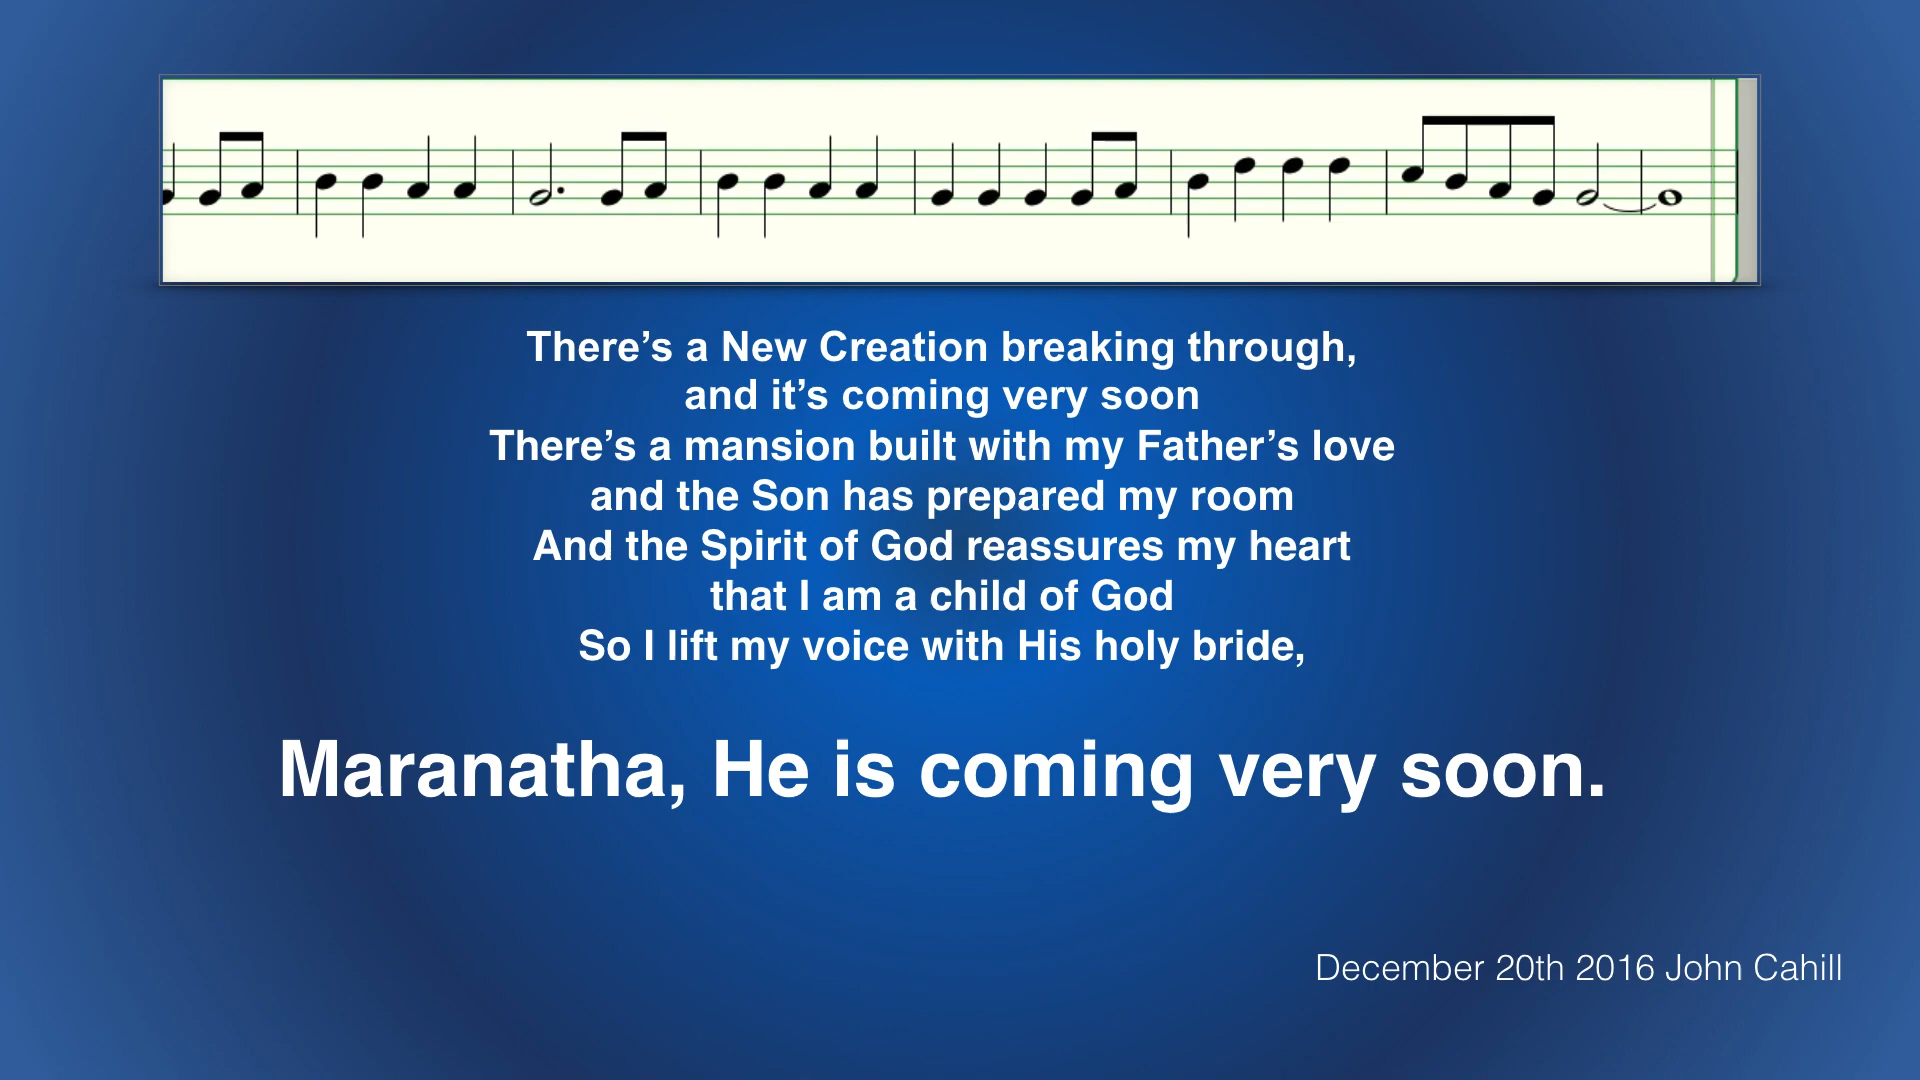 There’s a New Creation breaking through,
and it’s coming very soon
There’s a mansion built with my Father’s love
and the Son has prepared my room
And the Spirit of God reassures my heart
that I am a child of God
So I lift my voice with His holy bride,
Maranatha, He is coming very soon.
December 20th 2016 John Cahill